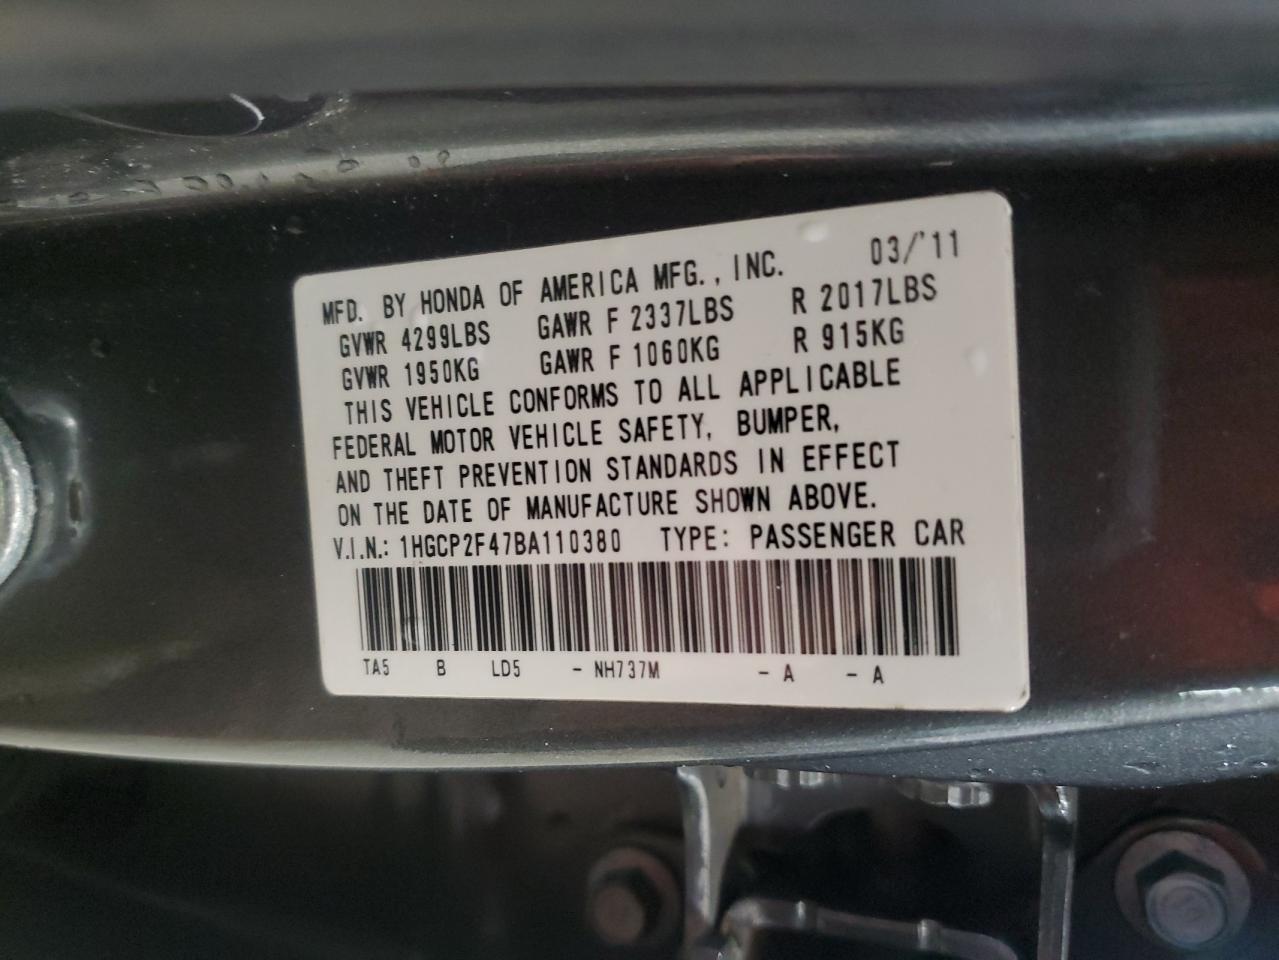 03/'11
MFD. BY HONDA OF AMERICA MFG., INC.
GVWR 4299LBS GAWR F 2337LBS R 2017LBS
GVWR 1950KG GAWR F 1060KG R 915KG
THIS VEHICLE CONFORMS TO ALL APPLICABLE
FEDERAL MOTOR VEHICLE SAFETY, BUMPER,
AND THEFT PREVENTION STANDARDS IN EFFECT
ON THE DATE OF MANUFACTURE SHOWN ABOVE.
V.I.N.: 1HGCP2F47BA110380 TYPE: PASSENGER CAR
TA5 B LD5 - NH737M - A - A